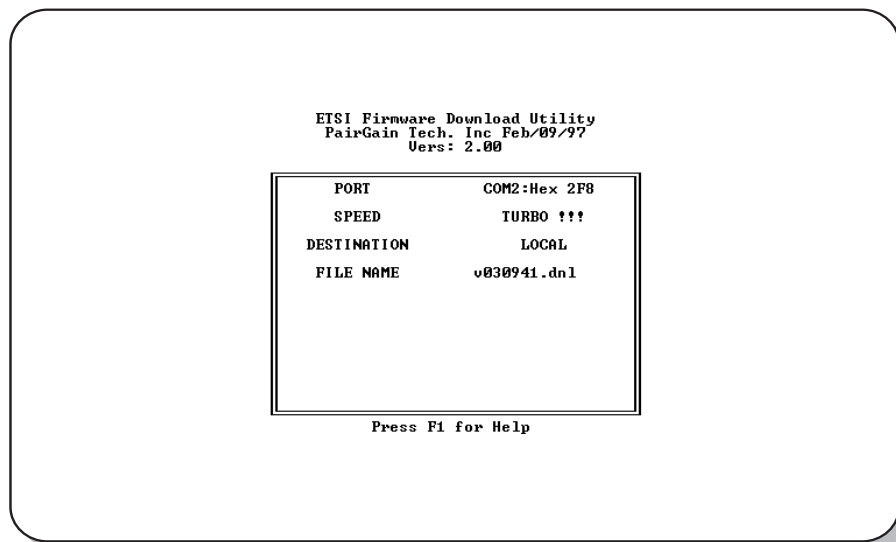 ETSI Firmware Download Utility
PairGain Tech. Inc Feb/09/97
Vers: 2.00
PORT COM2:Hex 2F8
SPEED TURBO !!!
DESTINATION LOCAL
FILE NAME v030941.dnl
Press F1 for Help